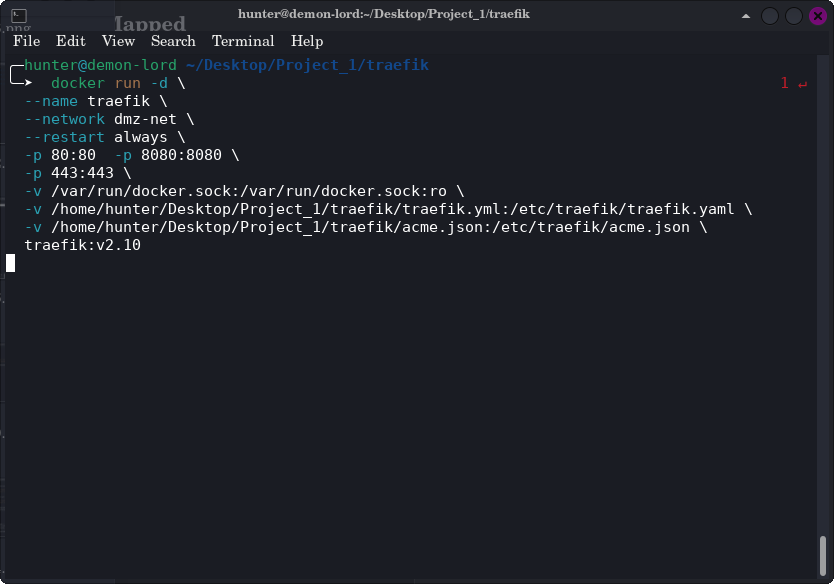 Mapped
hunter@demon-lord:~/Desktop/Project_1/traefik
.png
File Edit View Search Terminal Help
hunter@demon-lord ~/Desktop/Project_1/traefik
docker run -d \ 1 ↵
--name traefik \
--network dmz-net \
--restart always \
-p 80:80  -p 8080:8080 \
-p 443:443 \
-v /var/run/docker.sock:/var/run/docker.sock:ro \
-v /home/hunter/Desktop/Project_1/traefik/traefik.yml:/etc/traefik/traefik.yaml \
-v /home/hunter/Desktop/Project_1/traefik/acme.json:/etc/traefik/acme.json \
traefik:v2.10